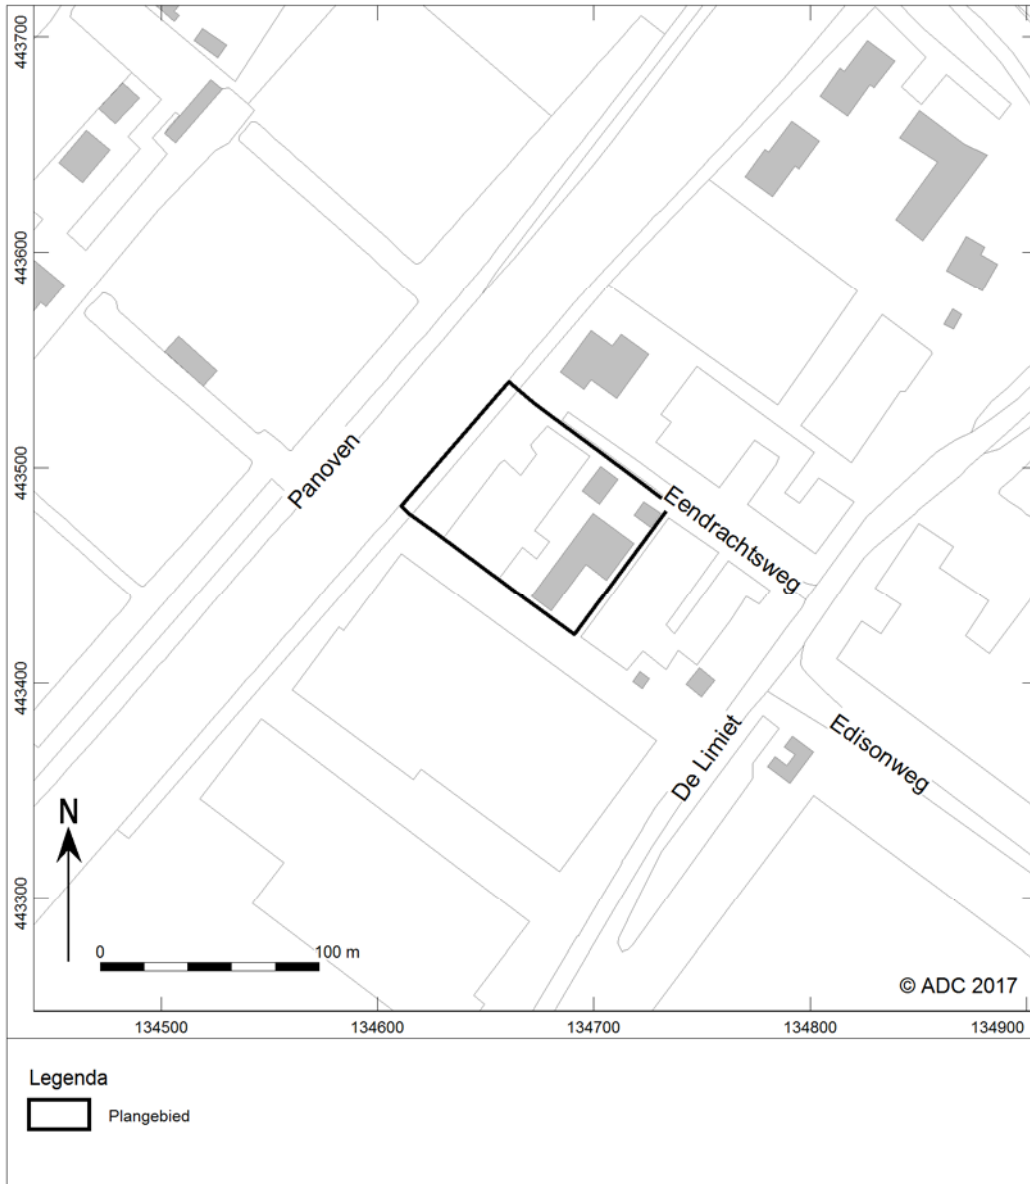 443700
443600
443500
443400
443300
Panoven
Eendrachtsweg
De Limiet
Edisonweg
N
0 100 m
© ADC 2017
134500 134600 134700 134800 134900
Legenda
Plangebied